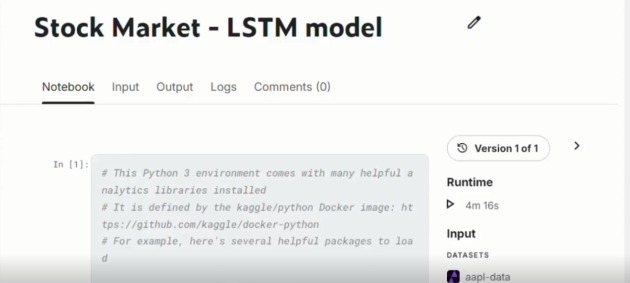 Stock Market - LSTM model
Notebook Input Output Logs Comments (0)
Version 1 of 1
In [1]:
# This Python 3 environment comes with many helpful a
nalytics libraries installed
# It is defined by the kaggle/python Docker image: ht
tps://github.com/kaggle/docker-python
# For example, here's several helpful packages to loa
d
Runtime
4m 16s
Input
DATASETS
aapl-data